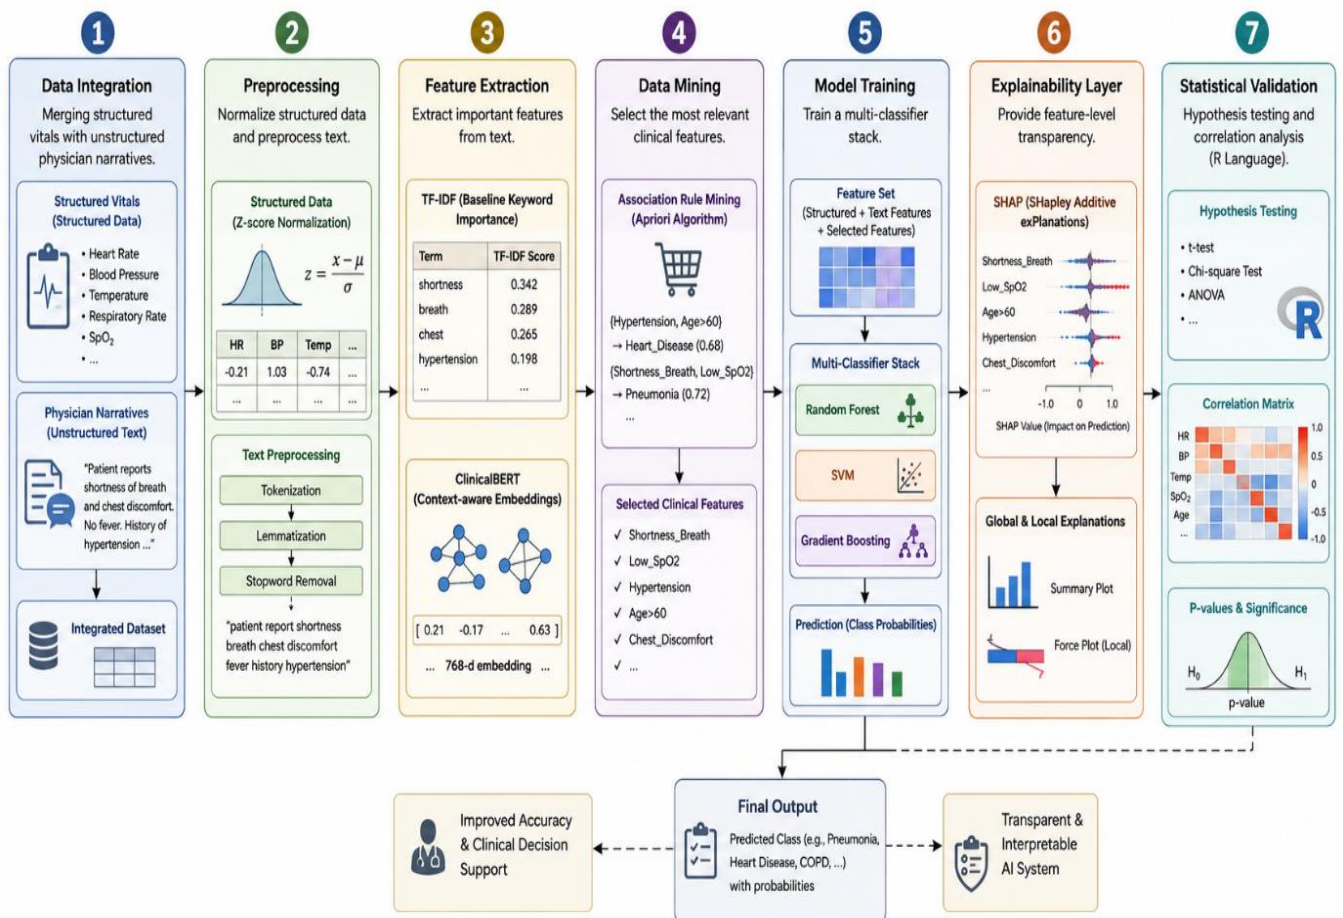 1
Data Integration
Merging structured
vitals with unstructured
physician narratives.
Structured Vitals
(Structured Data)
• Heart Rate
• Blood Pressure
• Temperature
• Respiratory Rate
• SpO₂
• ...
Physician Narratives
(Unstructured Text)
"Patient reports
shortness of breath
and chest discomfort.
No fever. History of
hypertension ..."
Integrated Dataset
2
Preprocessing
Normalize structured data
and preprocess text.
Structured Data
(Z-score Normalization)
z = (x − μ) / σ
HR BP Temp ...
-0.21 1.03 -0.74 ...
... ... ... ...
Text Preprocessing
Tokenization
Lemmatization
Stopword Removal
"patient report shortness
breath chest discomfort
fever history hypertension"
3
Feature Extraction
Extract important features
from text.
TF-IDF (Baseline Keyword
Importance)
Term TF-IDF Score
shortness 0.342
breath 0.289
chest 0.265
hypertension 0.198
... ...
ClinicalBERT
(Context-aware Embeddings)
[ 0.21 -0.17 ... 0.63 ]
... 768-d embedding ...
4
Data Mining
Select the most relevant
clinical features.
Association Rule Mining
(Apriori Algorithm)
{Hypertension, Age>60}
→ Heart_Disease (0.68)
{Shortness_Breath, Low_SpO2}
→ Pneumonia (0.72)
...
Selected Clinical Features
✓ Shortness_Breath
✓ Low_SpO2
✓ Hypertension
✓ Age>60
✓ Chest_Discomfort
✓ ...
5
Model Training
Train a multi-classifier
stack.
Feature Set
(Structured + Text Features
+ Selected Features)
Multi-Classifier Stack
Random Forest
SVM
Gradient Boosting
Prediction (Class Probabilities)
6
Explainability Layer
Provide feature-level
transparency.
SHAP (SHapley Additive
exPlanations)
Shortness_Breath
Low_SpO2
Age>60
Hypertension
Chest_Discomfort
...
-1.0 0 1.0
SHAP Value (Impact on Prediction)
Global & Local Explanations
Summary Plot
Force Plot (Local)
7
Statistical Validation
Hypothesis testing and
correlation analysis
(R Language).
Hypothesis Testing
• t-test
• Chi-square Test
• ANOVA
• ...
R
Correlation Matrix
HR
BP
Temp
SpO₂
Age
...
1.0
0.5
0
-0.5
-1.0
P-values & Significance
H₀ H₁
p-value
Improved Accuracy
& Clinical Decision
Support
Final Output
Predicted Class (e.g., Pneumonia,
Heart Disease, COPD, ...)
with probabilities
Transparent &
Interpretable
AI System